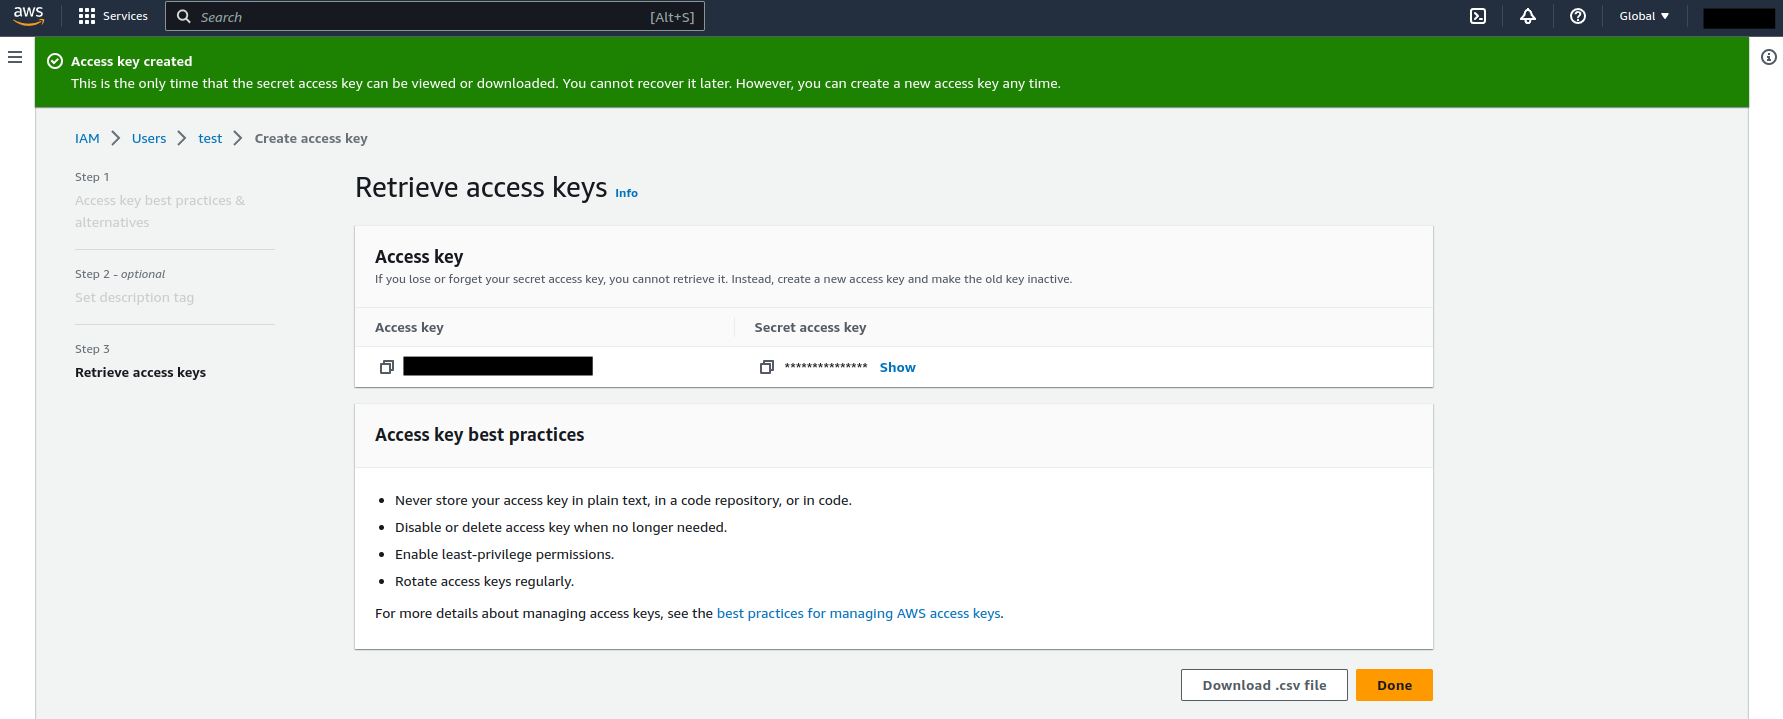 aws
Services
Search
[Alt+S]
Global
Access key created
This is the only time that the secret access key can be viewed or downloaded. You cannot recover it later. However, you can create a new access key any time.
IAM
Users
test
Create access key
Step 1
Access key best practices &
alternatives
Step 2 - optional
Set description tag
Step 3
Retrieve access keys
Retrieve access keys Info
Access key
If you lose or forget your secret access key, you cannot retrieve it. Instead, create a new access key and make the old key inactive.
Access key
Secret access key
*************** Show
Access key best practices
• Never store your access key in plain text, in a code repository, or in code.
• Disable or delete access key when no longer needed.
• Enable least-privilege permissions.
• Rotate access keys regularly.
For more details about managing access keys, see the best practices for managing AWS access keys.
Download .csv file
Done